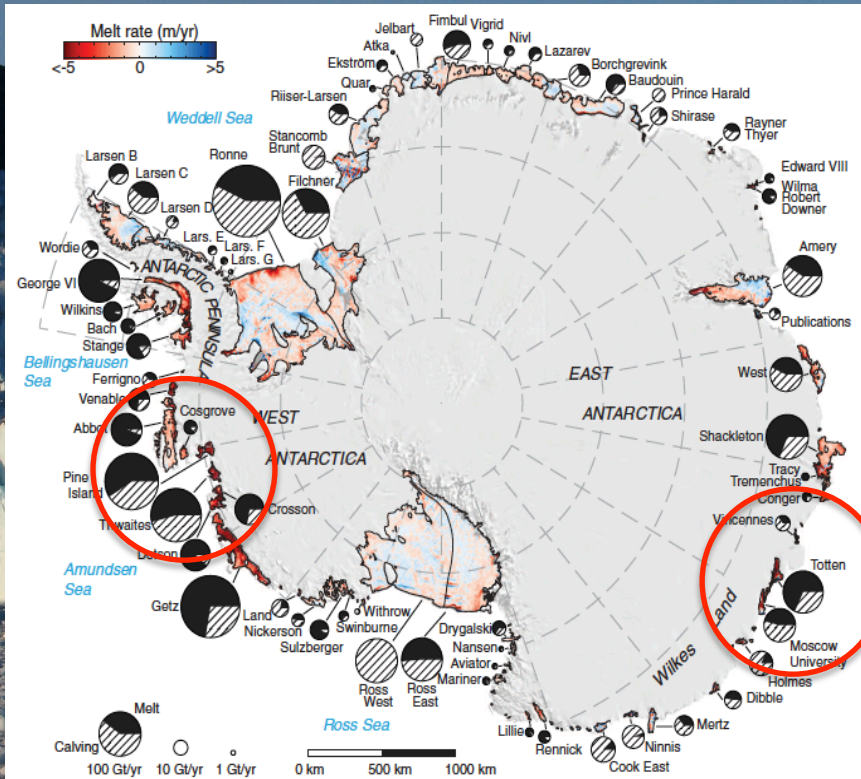 Melt rate (m/yr)
<-5
0
>5
Jelbart
Atka
Ekström
Quar
Riiser-Larsen
Stancomb
Brunt
Fimbul
Vigrid
Nivl
Lazarev
Borchgrevink
Baudouin
Prince Harald
Shirase
Rayner
Thyer
Edward VIII
Wilma
Robert
Downer
Weddell Sea
Ronne
Filchner
Larsen B
Larsen C
Larsen D
Lars. E
Lars. F
Lars. G
Wordie
George VI
Wilkins
Bach
Stange
ANTARCTIC PENINSULA
Bellingshausen
Sea
Ferrigno
Venable
Abbot
Cosgrove
Pine
Island
Thwaites
Crosson
Dotson
Amundsen
Sea
Getz
Land
Nickerson
Sulzberger
Swinburne
Withrow
WEST
ANTARCTICA
EAST
ANTARCTICA
Amery
Publications
West
Shackleton
Tracy
Tremenchus
Conger
Vincennes
Totten
Moscow
University
Holmes
Dibble
Wilkes Land
Mertz
Ninnis
Cook East
Rennick
Lillie
Drygalski
Nansen
Aviator
Mariner
Ross
West
Ross
East
Ross Sea
Melt
Calving
100 Gt/yr
10 Gt/yr
1 Gt/yr
0 km
500 km
1000 km